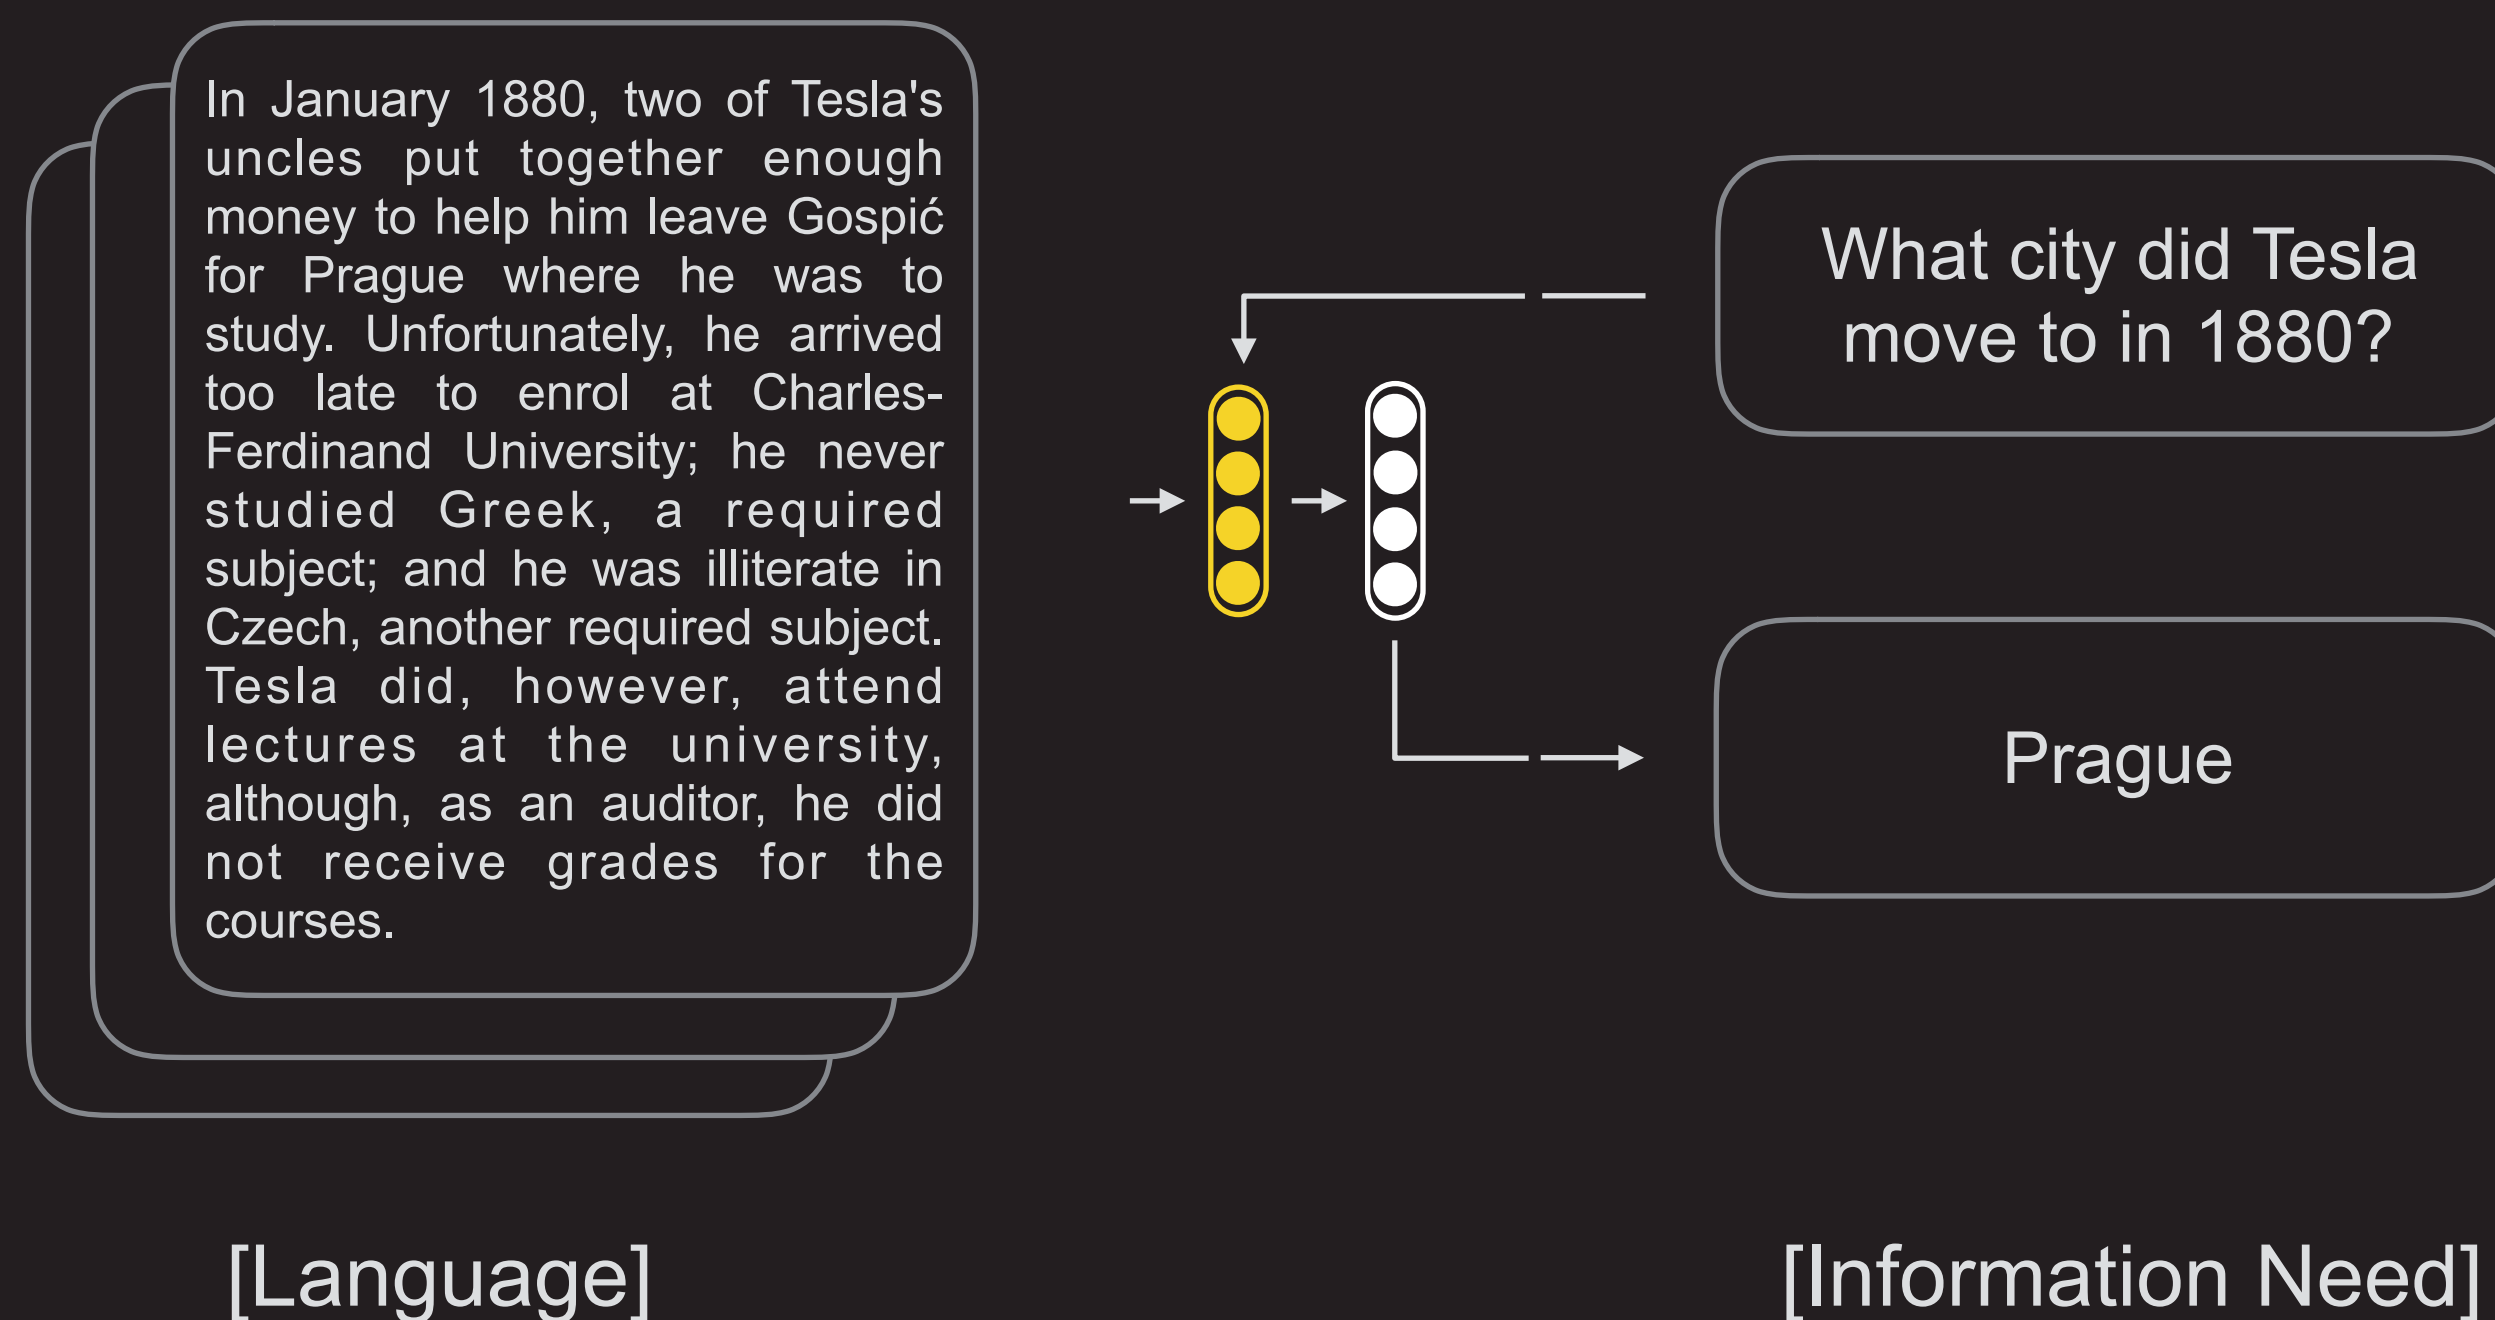 In January 1880, two of Tesla's
uncles put together enough
money to help him leave Gospić
for Prague where he was to
study. Unfortunately, he arrived
too late to enrol at Charles-
Ferdinand University; he never
studied Greek, a required
subject; and he was illiterate in
Czech, another required subject.
Tesla did, however, attend
lectures at the university,
although, as an auditor, he did
not receive grades for the
courses.
What city did Tesla
move to in 1880?
Prague
[Language]
[Information Need]